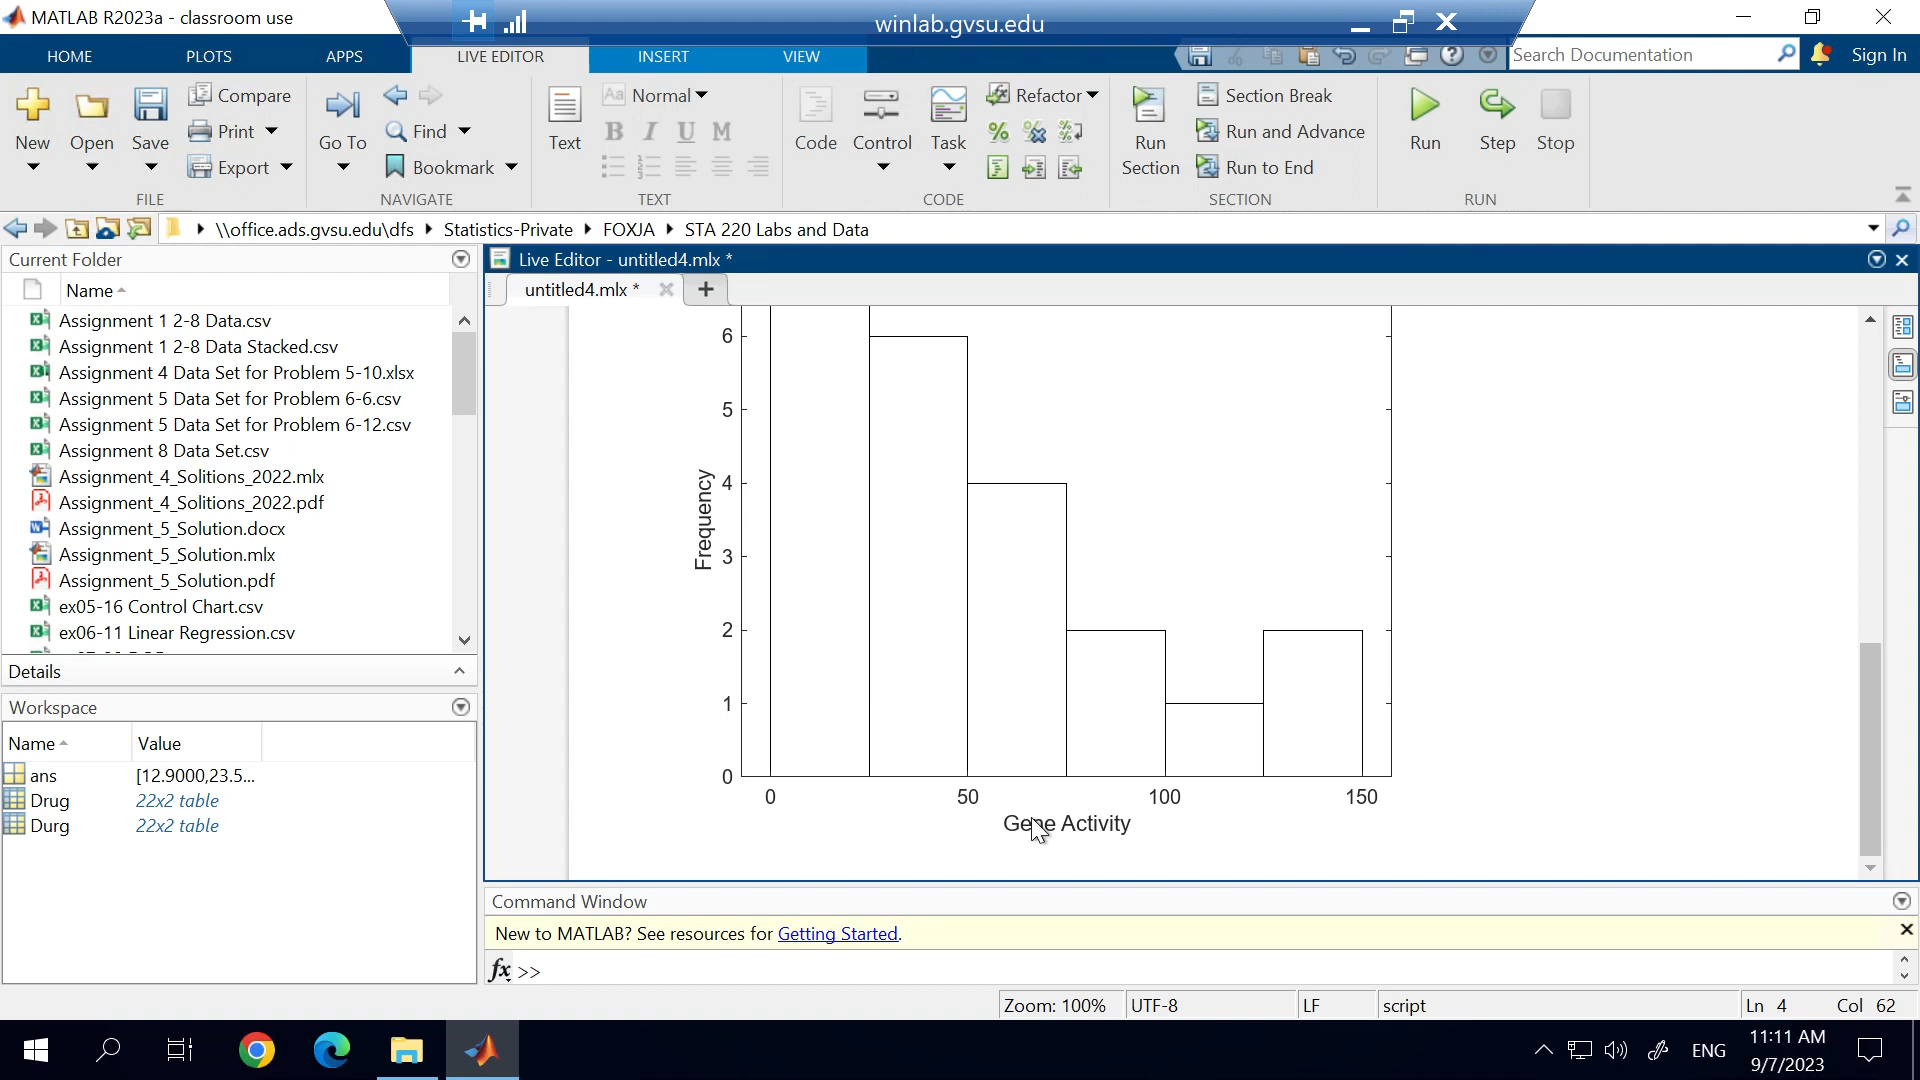 MATLAB R2023a - classroom use
winlab.gvsu.edu
HOME PLOTS APPS LIVE EDITOR INSERT VIEW
Search Documentation
Sign In
New Open Save
Compare
Print
Export
FILE
Go To
Find
Bookmark
NAVIGATE
Text
Aa Normal
B I U M
TEXT
Code Control Task
Refactor
CODE
Run Section
Section Break
Run and Advance
Run to End
SECTION
Run Step Stop
RUN
\\office.ads.gvsu.edu\dfs Statistics-Private FOXJA STA 220 Labs and Data
Current Folder
Name
Assignment 1 2-8 Data.csv
Assignment 1 2-8 Data Stacked.csv
Assignment 4 Data Set for Problem 5-10.xlsx
Assignment 5 Data Set for Problem 6-6.csv
Assignment 5 Data Set for Problem 6-12.csv
Assignment 8 Data Set.csv
Assignment_4_Solitions_2022.mlx
Assignment_4_Solitions_2022.pdf
Assignment_5_Solution.docx
Assignment_5_Solution.mlx
Assignment_5_Solution.pdf
ex05-16 Control Chart.csv
ex06-11 Linear Regression.csv
Details
Workspace
Name Value
ans [12.9000,23.5...
Drug 22x2 table
Durg 22x2 table
Live Editor - untitled4.mlx *
untitled4.mlx *
6
5
4
3
2
1
0
Frequency
0 50 100 150
Gene Activity
Command Window
New to MATLAB? See resources for Getting Started.
fx >>
Zoom: 100% UTF-8 LF script Ln 4 Col 62
ENG
11:11 AM
9/7/2023